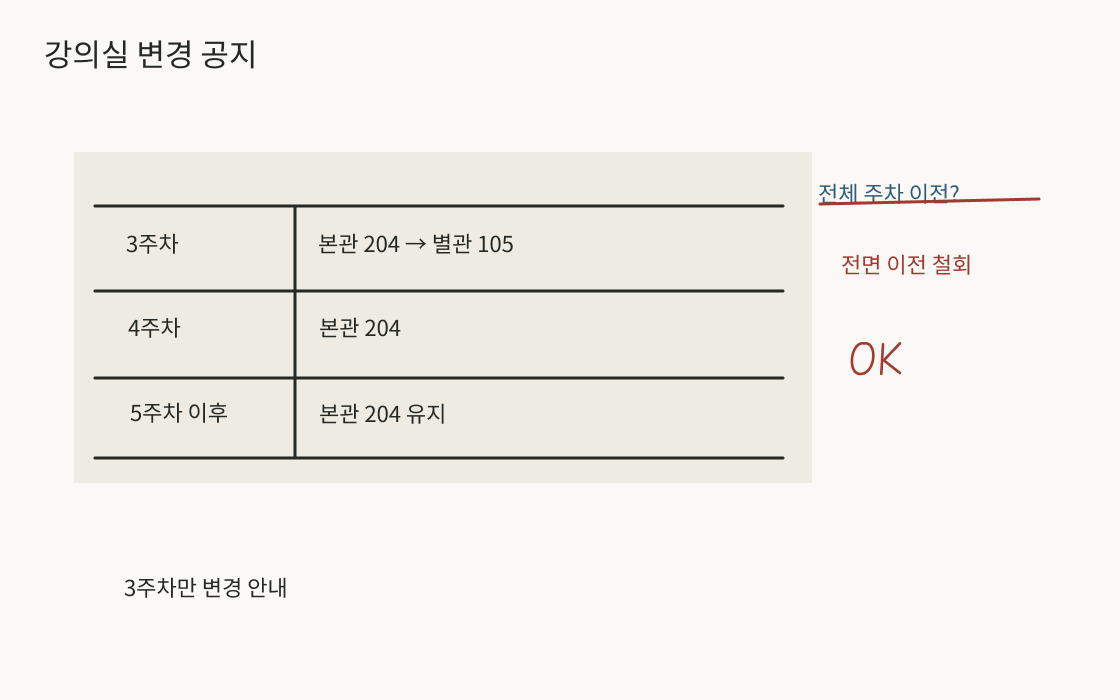 강의실 변경 공지
전체 주차 이전?
3주차 본관 204 → 별관 105
전면 이전 철회
4주차 본관 204
OK
5주차 이후 본관 204 유지
3주차만 변경 안내